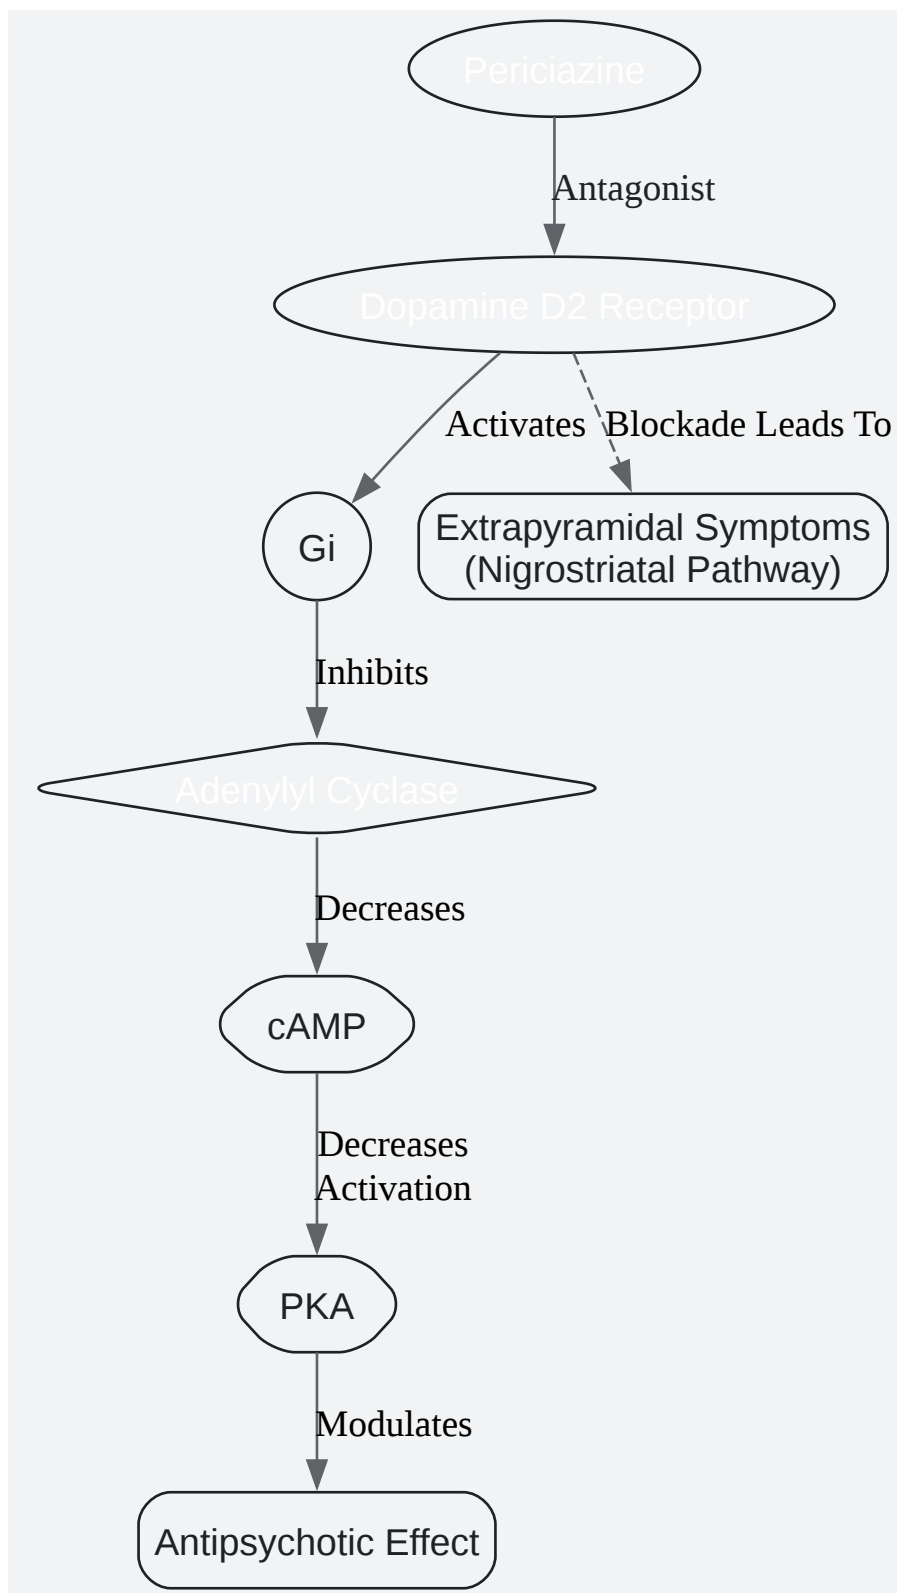 Periciazine
Antagonist
Dopamine D2 Receptor
Activates
Blockade Leads To
Gi
Extrapyramidal Symptoms
(Nigrostriatal Pathway)
Inhibits
Adenylyl Cyclase
Decreases
cAMP
Decreases
Activation
PKA
Modulates
Antipsychotic Effect